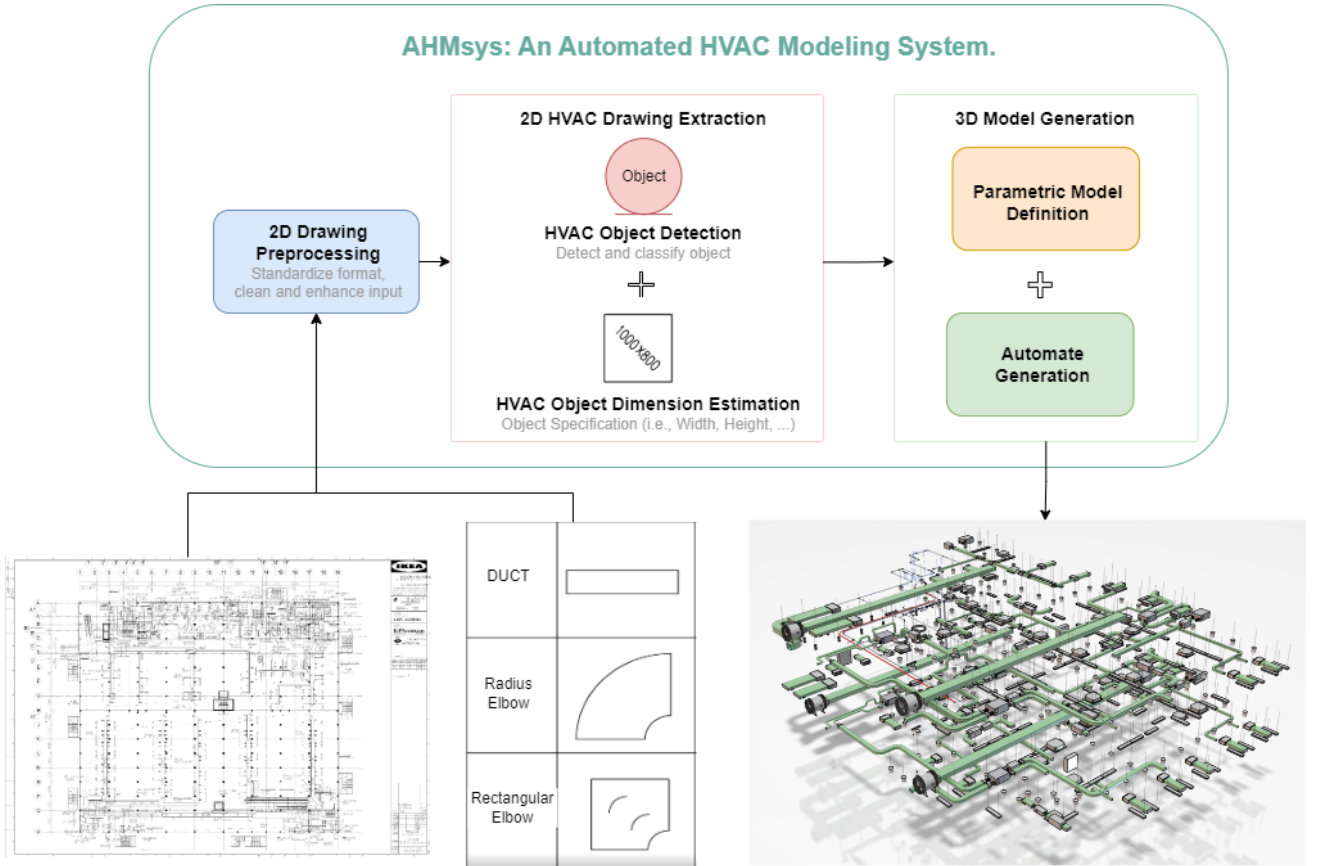 AHMsys: An Automated HVAC Modeling System.
2D HVAC Drawing Extraction
Object
HVAC Object Detection
Detect and classify object
1000X800
HVAC Object Dimension Estimation
Object Specification (i.e., Width, Height, ...)
3D Model Generation
Parametric Model
Definition
Automate
Generation
2D Drawing
Preprocessing
Standardize format,
clean and enhance input
IKEA
DUCT
Radius
Elbow
Rectangular
Elbow